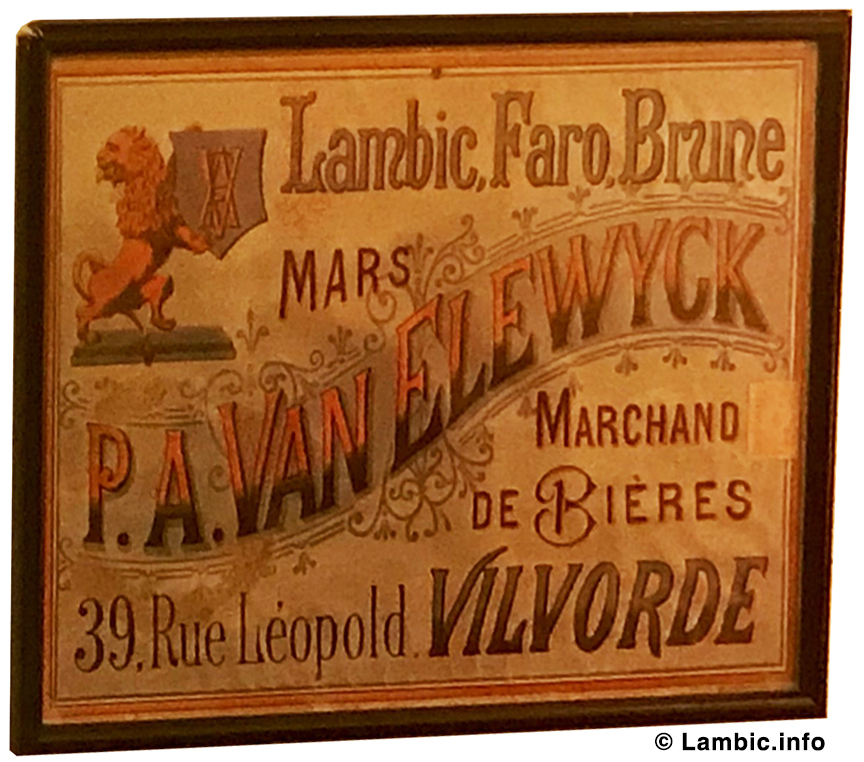 Lambic, Faro, Brune
MARS
P. A. VAN ELEWYCK
MARCHAND
DE BIÈRES
39, Rue Léopold. VILVORDE
© Lambic.info